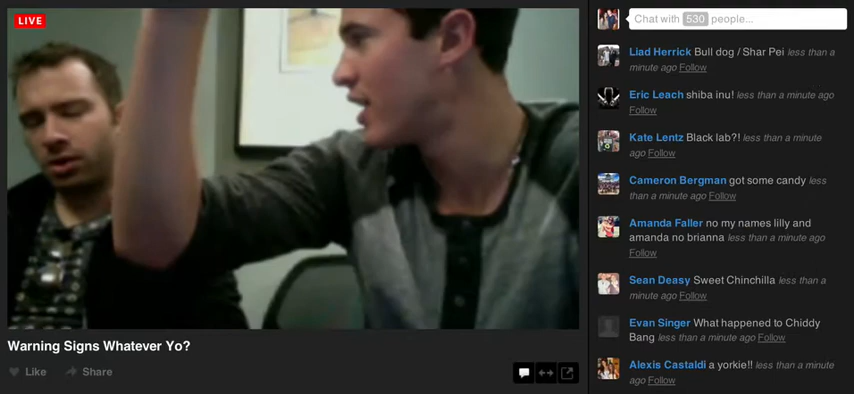 LIVE
Warning Signs Whatever Yo?
Like Share
Chat with 530 people...
Liad Herrick Bull dog / Shar Pei less than a
minute ago Follow
Eric Leach shiba inu! less than a minute ago
Follow
Kate Lentz Black lab?! less than a minute
ago Follow
Cameron Bergman got some candy less
than a minute ago Follow
Amanda Faller no my names lilly and
amanda no brianna less than a minute ago
Follow
Sean Deasy Sweet Chinchilla less than a
minute ago Follow
Evan Singer What happened to Chiddy
Bang less than a minute ago Follow
Alexis Castaldi a yorkie!! less than a minute
ago Follow